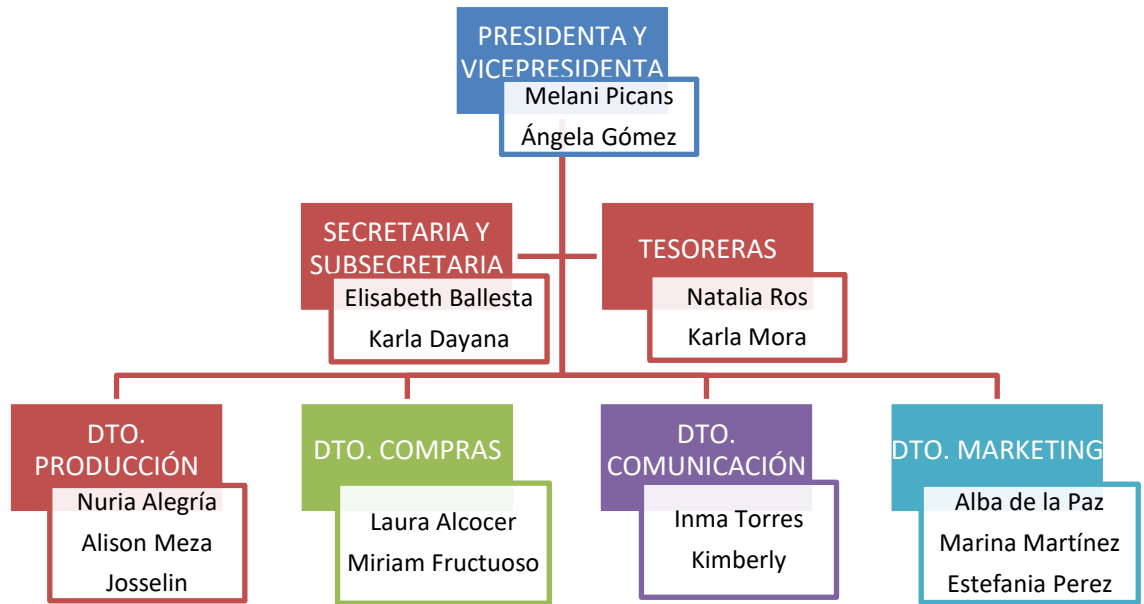 PRESIDENTA Y
VICEPRESIDENTA
Melani Picans
Ángela Gómez
SECRETARIA Y
SUBSECRETARIA
Elisabeth Ballesta
Karla Dayana
TESORERAS
Natalia Ros
Karla Mora
DTO.
PRODUCCIÓN
Nuria Alegría
Alison Meza
Josselin
DTO. COMPRAS
Laura Alcocer
Miriam Fructuoso
DTO.
COMUNICACIÓN
Inma Torres
Kimberly
DTO. MARKETING
Alba de la Paz
Marina Martínez
Estefania Perez